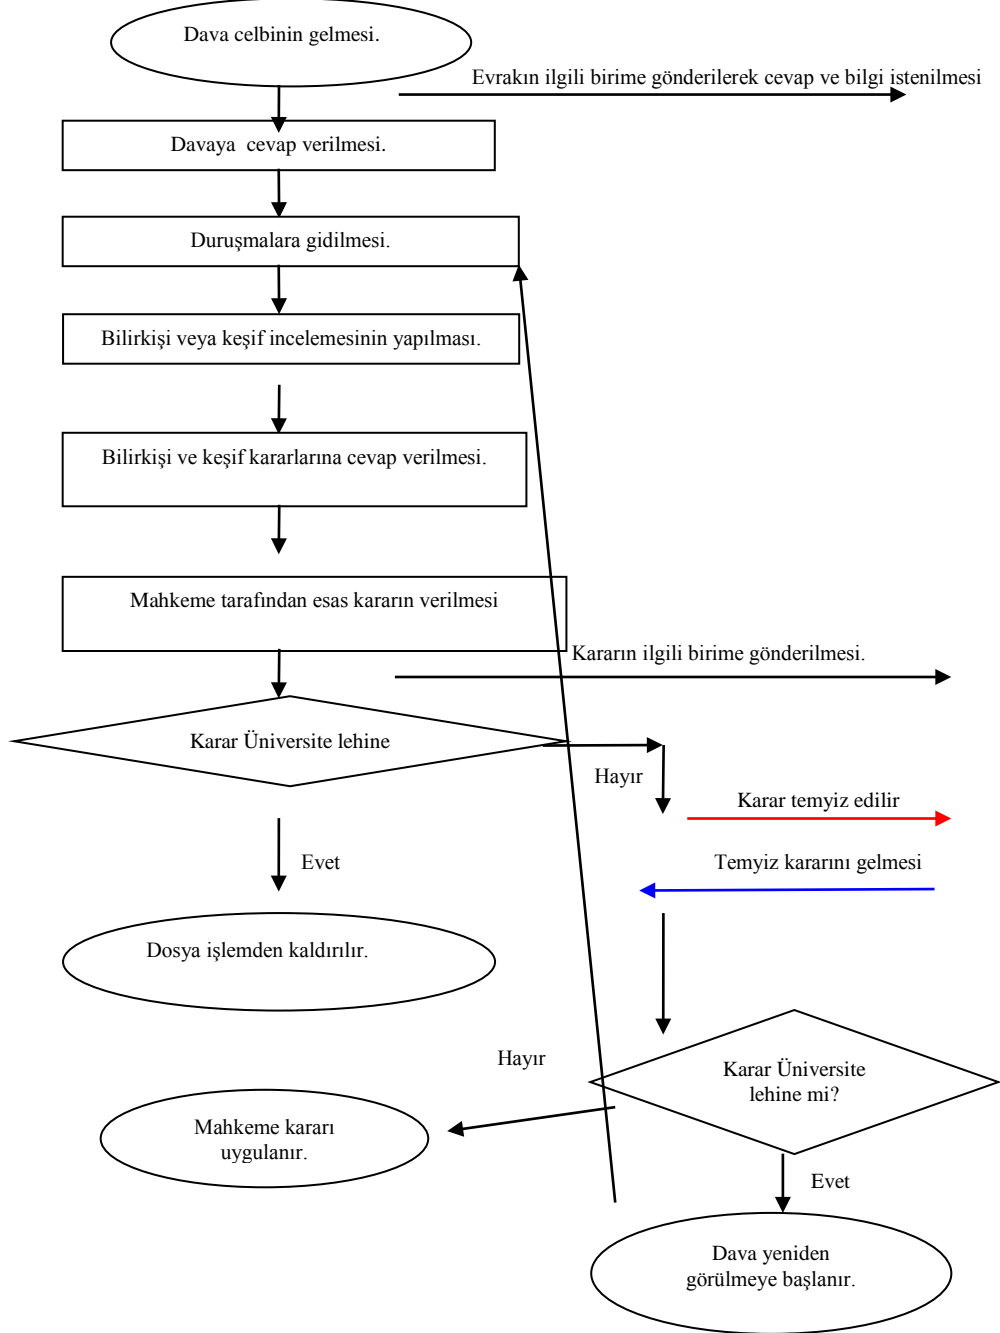 Dava celbinin gelmesi.
Evrakın ilgili birime gönderilerek cevap ve bilgi istenilmesi
Davaya  cevap verilmesi.
Duruşmalara gidilmesi.
Bilirkişi veya keşif incelemesinin yapılması.
Bilirkişi ve keşif kararlarına cevap verilmesi.
Mahkeme tarafından esas kararın verilmesi
Kararın ilgili birime gönderilmesi.
Karar Üniversite lehine
Hayır
Karar temyiz edilir
Evet
Temyiz kararını gelmesi
Dosya işlemden kaldırılır.
Hayır
Karar Üniversite
lehine mi?
Mahkeme kararı
uygulanır.
Evet
Dava yeniden
görülmeye başlanır.